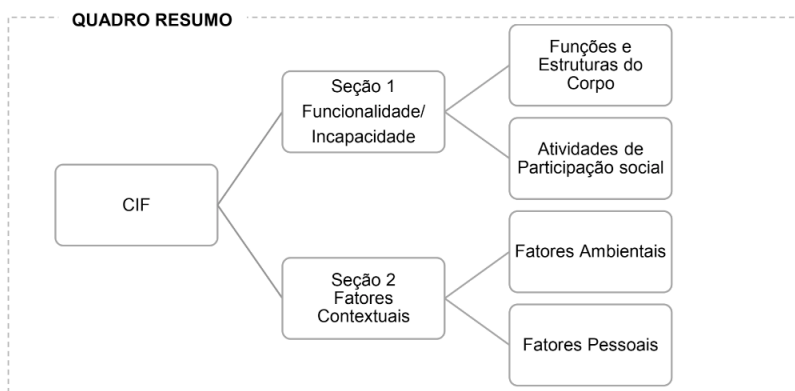 QUADRO RESUMO
CIF
Seção 1
Funcionalidade/
Incapacidade
Funções e
Estruturas do
Corpo
Atividades de
Participação social
Seção 2
Fatores
Contextuais
Fatores Ambientais
Fatores Pessoais